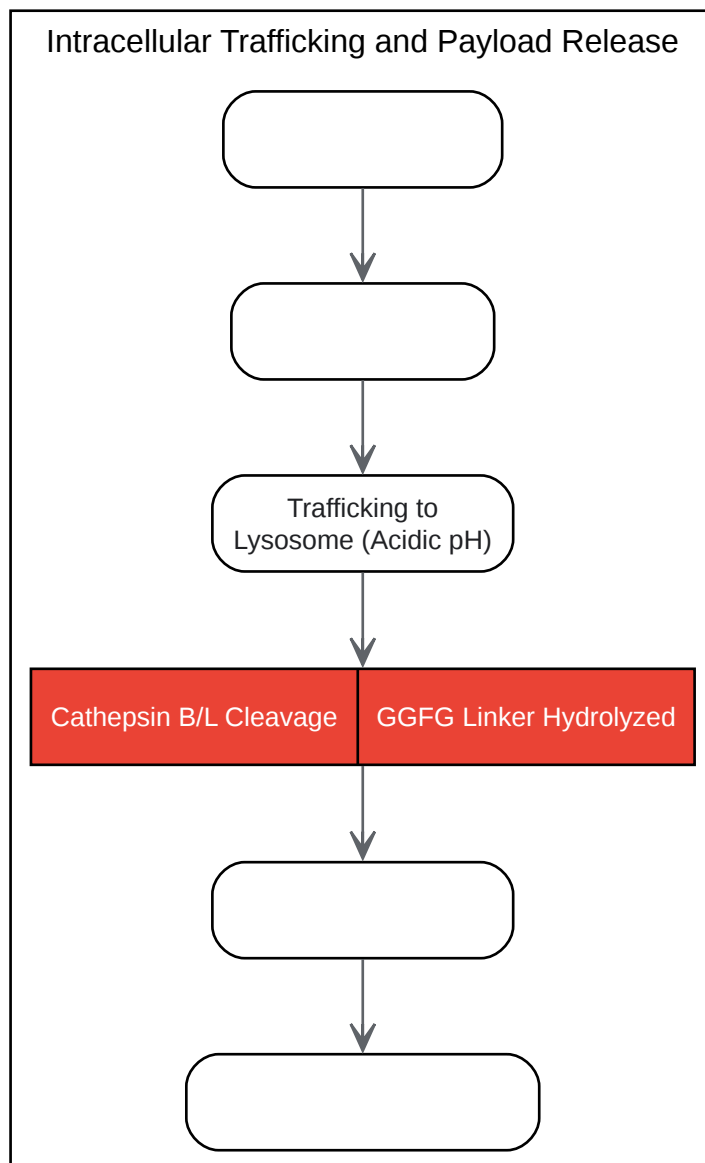 Intracellular Trafficking and Payload Release
Trafficking to
Lysosome (Acidic pH)
Cathepsin B/L Cleavage
GGFG Linker Hydrolyzed